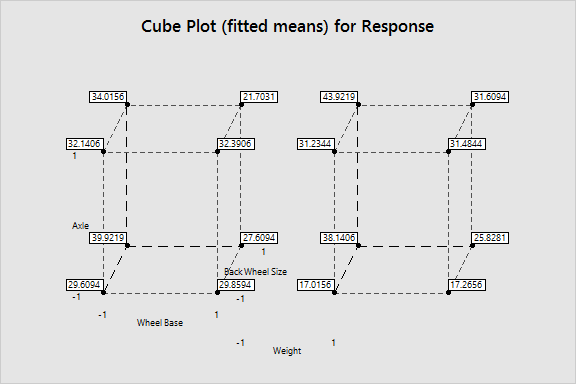 Cube Plot (fitted means) for Response
34.0156 21.7031 43.9219 31.6094
32.1406 32.3906 31.2344 31.4844
1
Axle
39.9219 27.6094 38.1406 25.8281
1
Back Wheel Size
29.6094 29.8594 17.0156 17.2656
-1 -1
-1 1
Wheel Base
-1 1
Weight